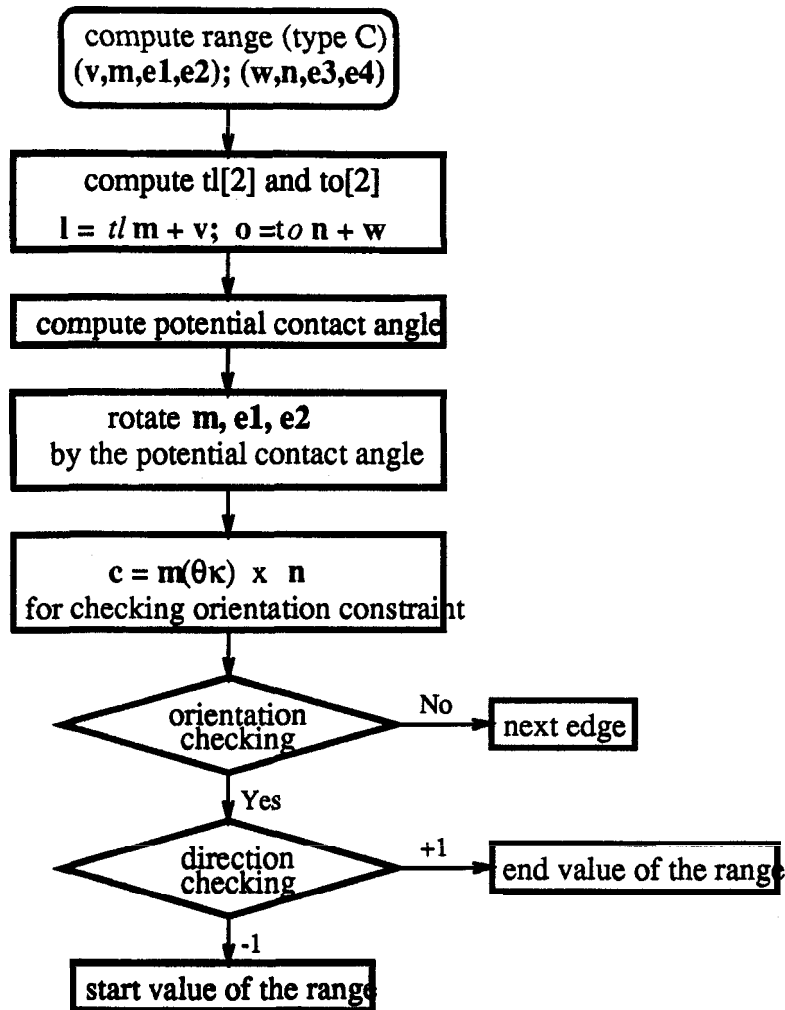 compute range (type C)
(v,m,e1,e2); (w,n,e3,e4)
compute tl[2] and to[2]
l = tl m + v; o =to n + w
compute potential contact angle
rotate m, e1, e2
by the potential contact angle
c = m(θκ) x n
for checking orientation constraint
orientation
checking
No
next edge
Yes
direction
checking
+1
end value of the range
-1
start value of the range